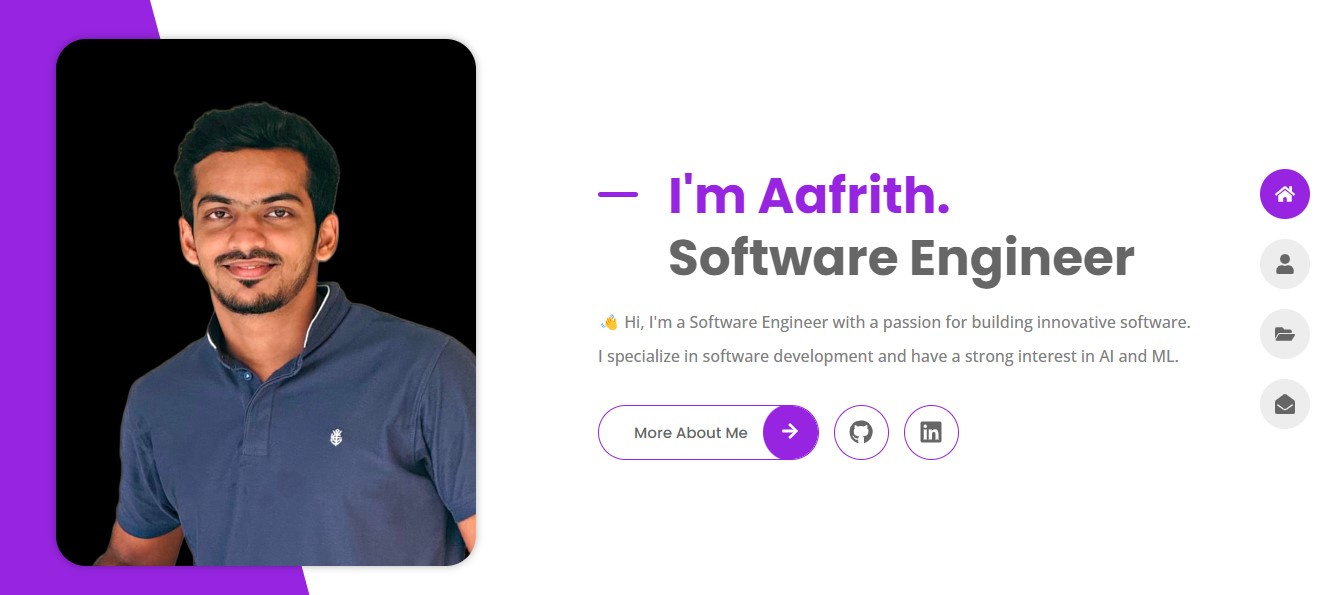 I'm Aafrith.
Software Engineer
👋 Hi, I'm a Software Engineer with a passion for building innovative software.
I specialize in software development and have a strong interest in AI and ML.
More About Me
in